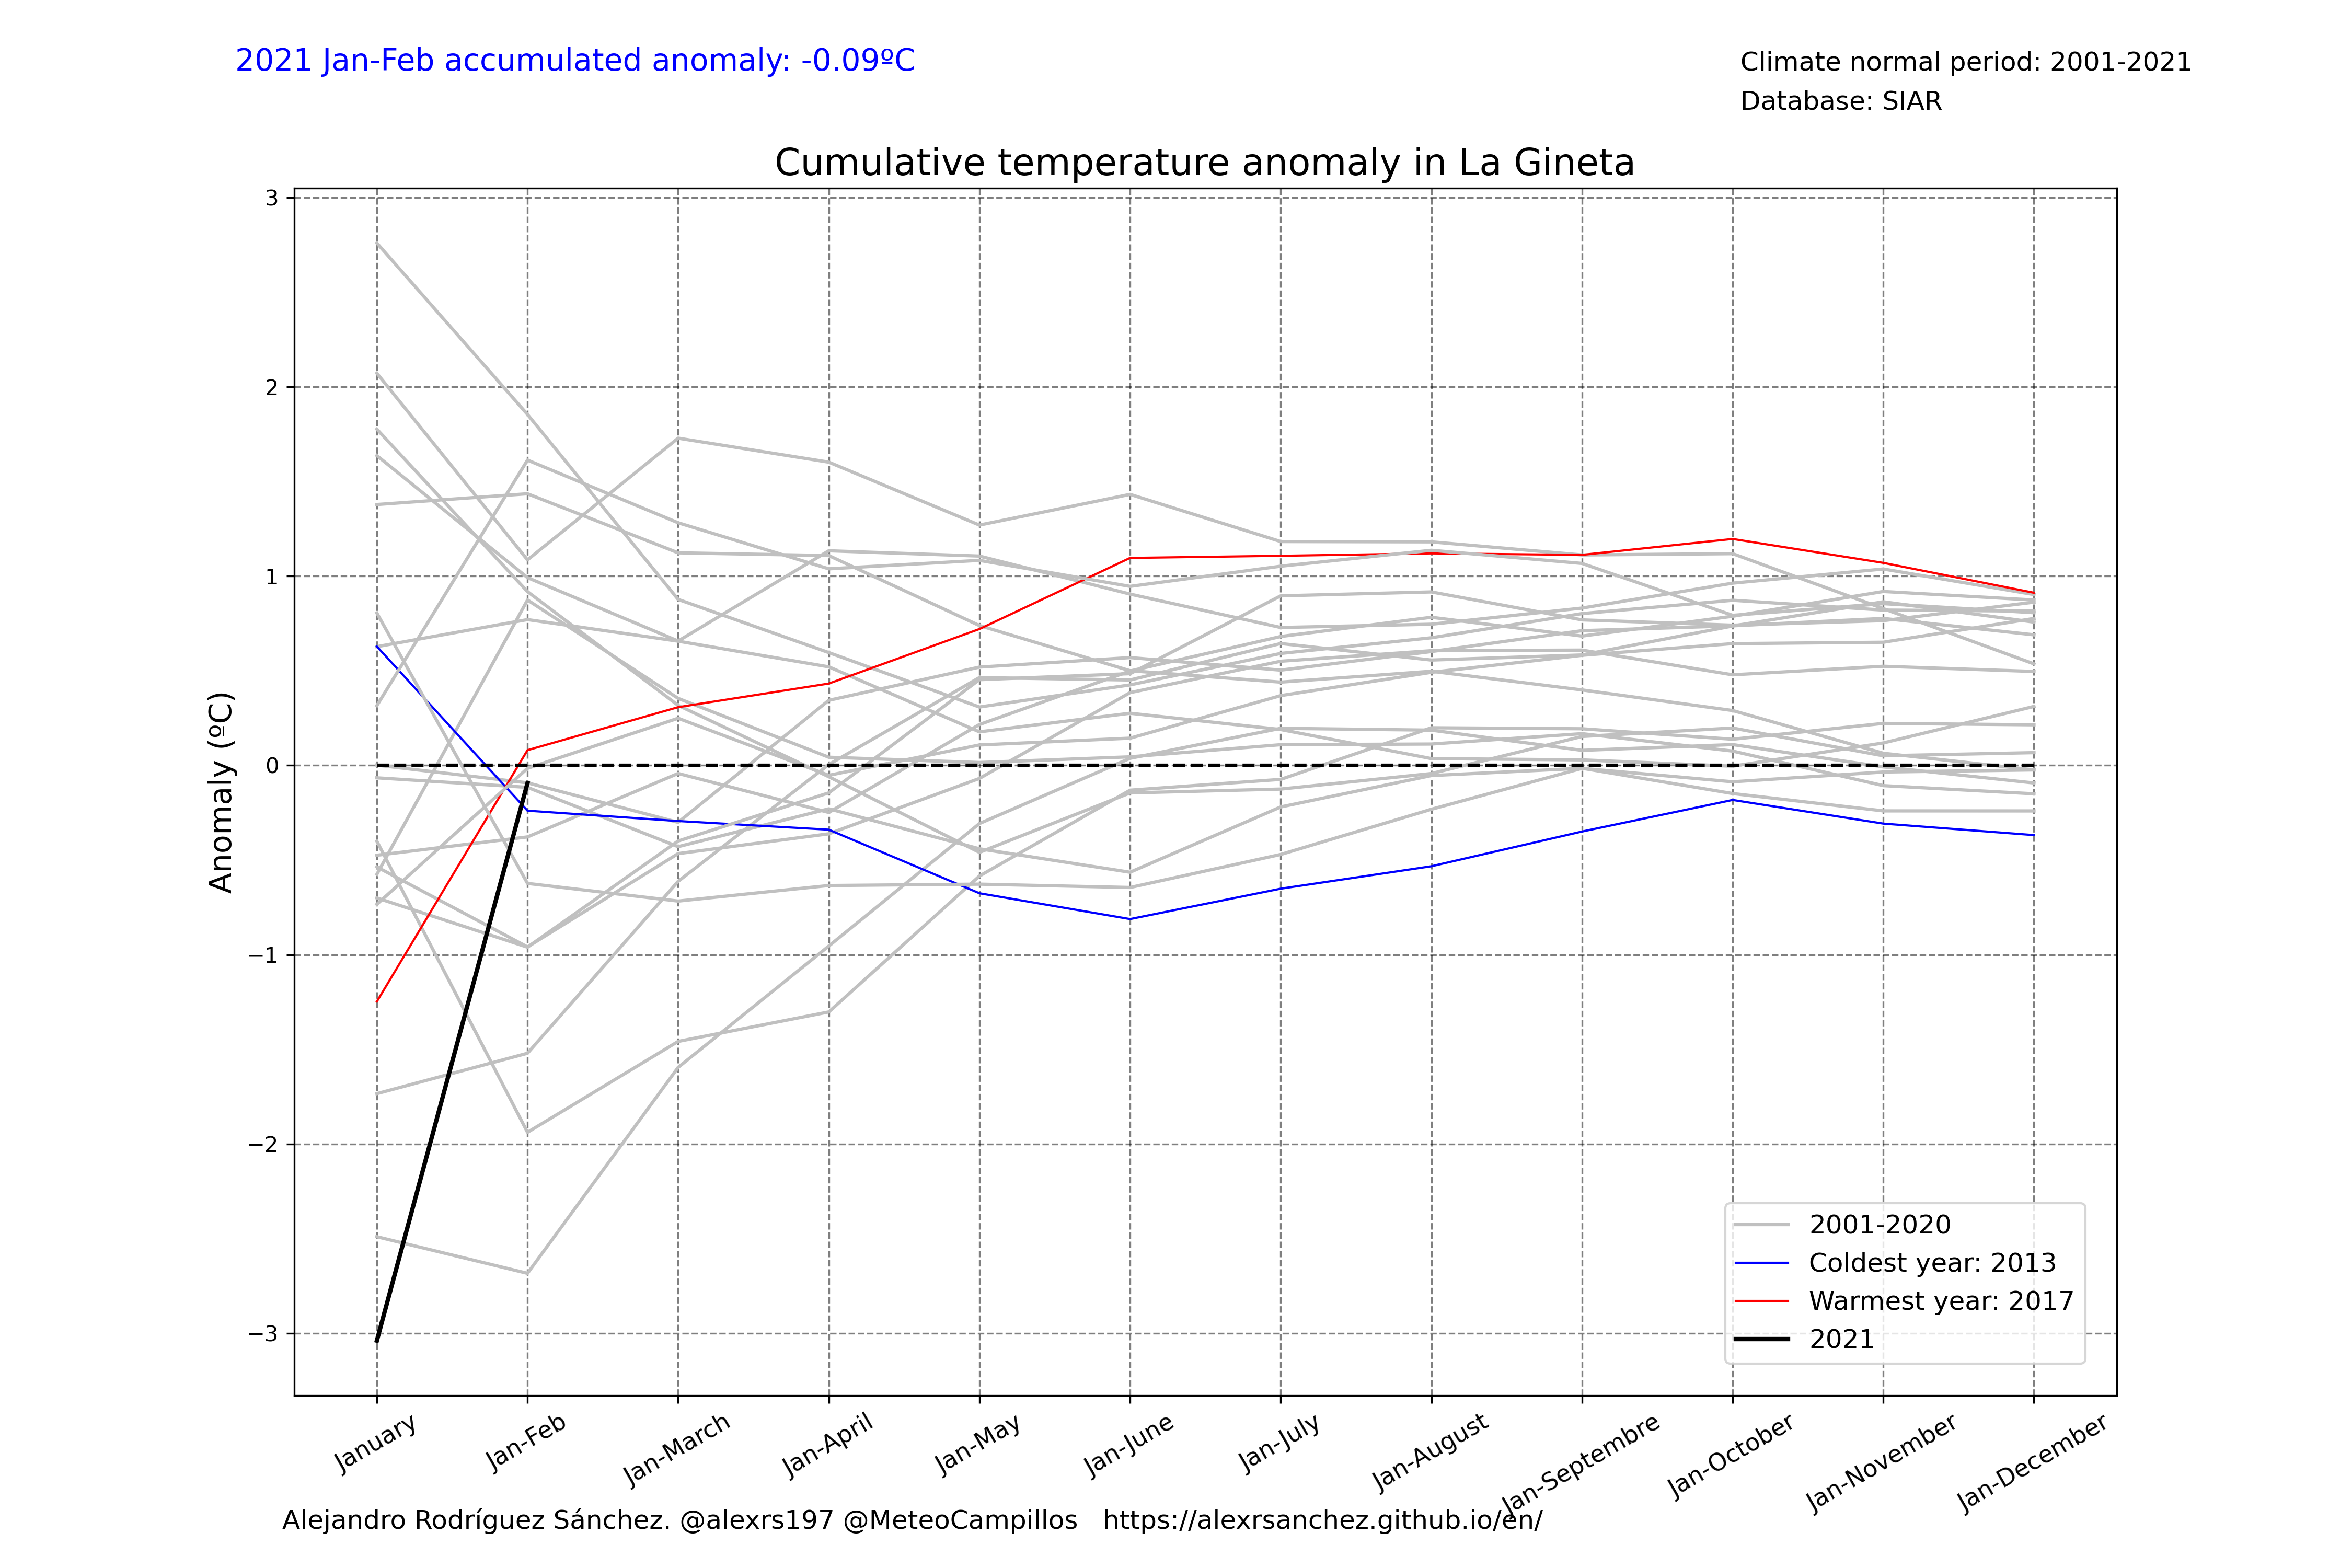 2021 Jan-Feb accumulated anomaly: -0.09ºC
Climate normal period: 2001-2021
Database: SIAR
Cumulative temperature anomaly in La Gineta
Anomaly (ºC)
3
2
1
0
−1
−2
−3
January
Jan-Feb
Jan-March
Jan-April
Jan-May
Jan-June
Jan-July
Jan-August
Jan-Septembre
Jan-October
Jan-November
Jan-December
2001-2020
Coldest year: 2013
Warmest year: 2017
2021
Alejandro Rodríguez Sánchez. @alexrs197 @MeteoCampillos https://alexrsanchez.github.io/en/